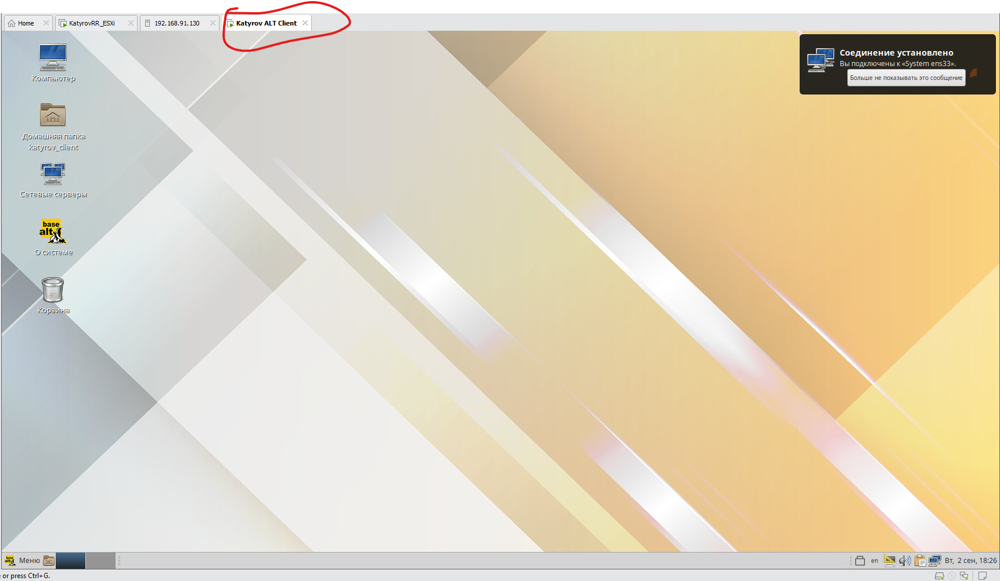 Home
KatyrovRR_ESXi
192.168.91.130
Katyrov ALT Client
Соединение установлено
Вы подключены к «System ens33».
Больше не показывать это сообщение
Компьютер
Домашняя папка
katyrov_client
Сетевые серверы
base
alt
О системе
Корзина
base
alt
Меню
en
Вт, 2 сен, 18:26
or press Ctrl+G.